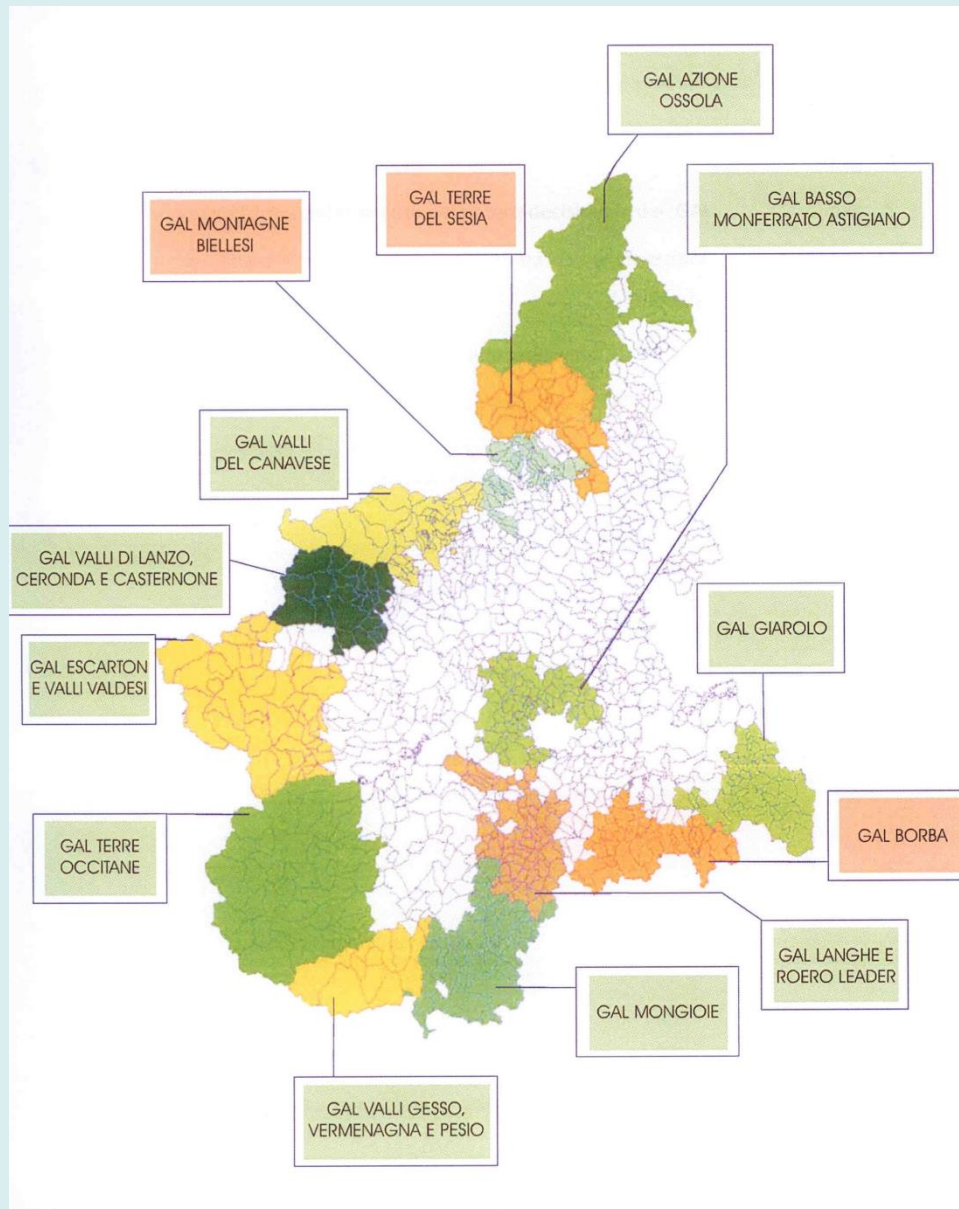 GAL AZIONE
OSSOLA
GAL TERRE
DEL SESIA
GAL BASSO
MONFERRATO ASTIGIANO
GAL MONTAGNE
BIELLESI
GAL VALLI
DEL CANAVESE
GAL VALLI DI LANZO,
CERONDA E CASTERNONE
GAL GIAROLO
GAL ESCARTON
E VALLI VALDESI
GAL TERRE
OCCITANE
GAL BORBA
GAL LANGHE E
ROERO LEADER
GAL MONGIOIE
GAL VALLI GESSO,
VERMENAGNA E PESIO